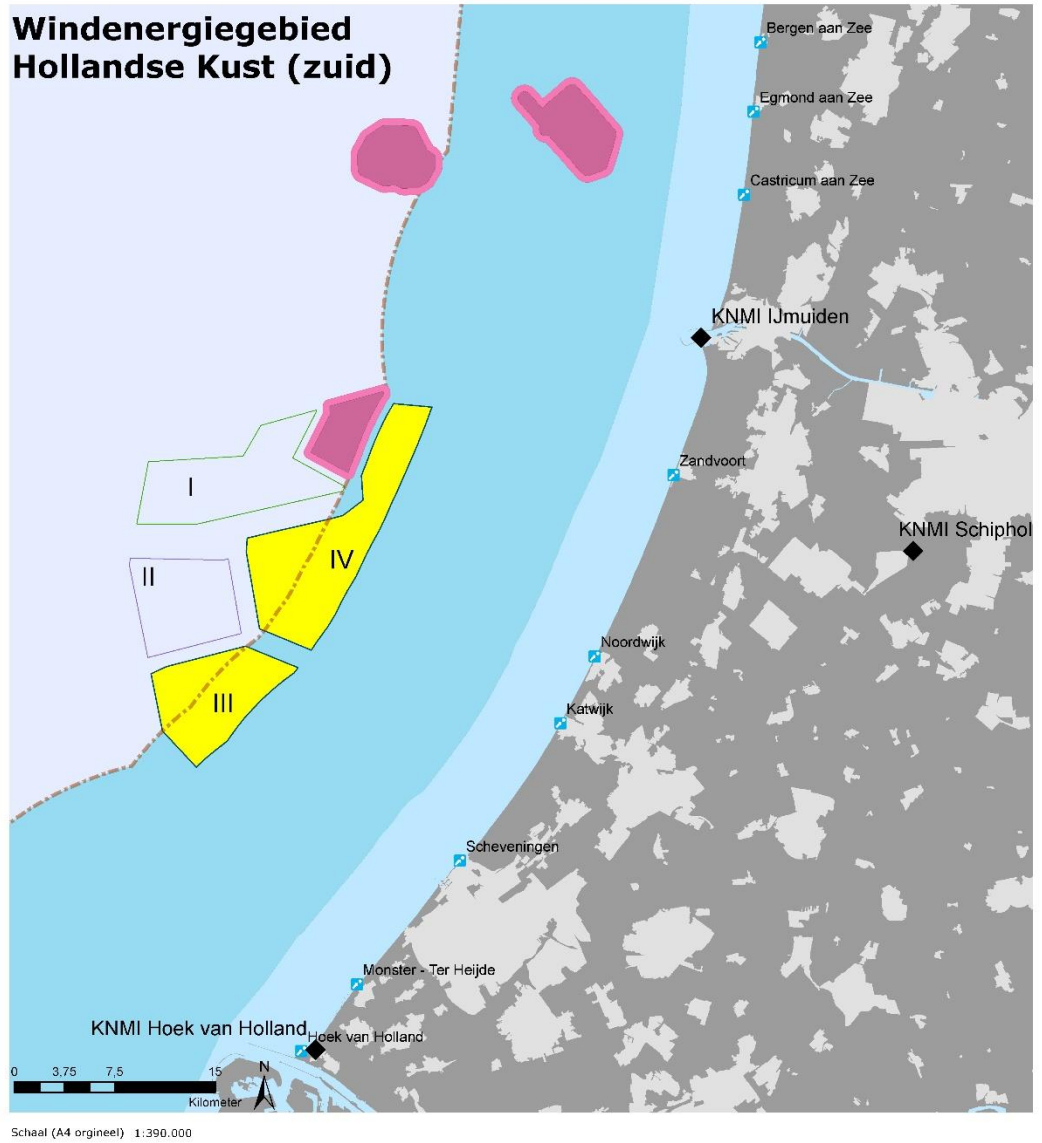 Windenergiegebied
Hollandse Kust (zuid)
Bergen aan Zee
Egmond aan Zee
Castricum aan Zee
KNMI IJmuiden
Zandvoort
I
KNMI Schiphol
IV
II
Noordwijk
III
Katwijk
Scheveningen
Monster - Ter Heijde
KNMI Hoek van Holland
Hoek van Holland
N
0 3,75 7,5 15
Kilometer
Schaal (A4 orgineel) 1:390.000